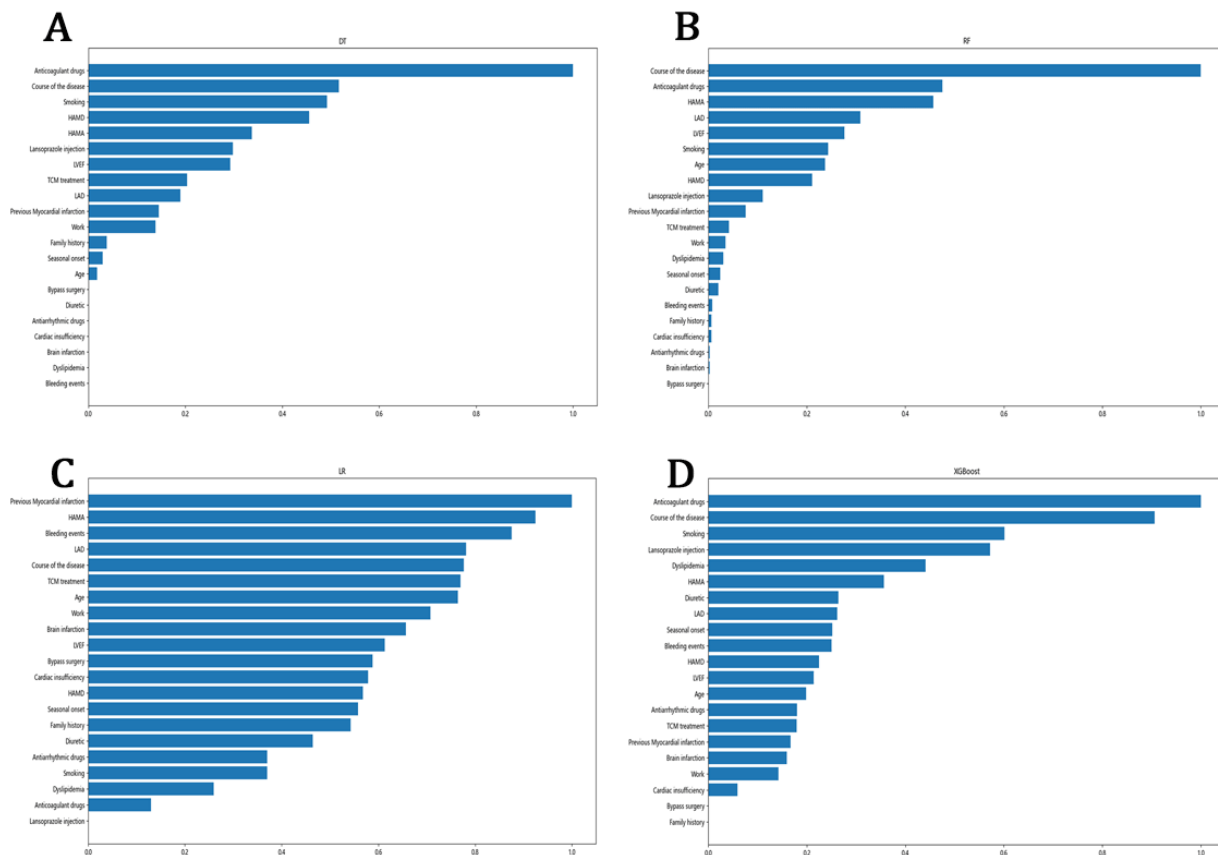 A
DT
Anticoagulant drugs
Course of the disease
Smoking
HAMD
HAMA
Lansoprazole injection
LVEF
TCM treatment
LAD
Previous Myocardial infarction
Work
Family history
Seasonal onset
Age
Bypass surgery
Diuretic
Antiarrhythmic drugs
Cardiac insufficiency
Brain infarction
Dyslipidemia
Bleeding events
0.0 0.2 0.4 0.6 0.8 1.0
B
RF
Course of the disease
Anticoagulant drugs
HAMA
LAD
LVEF
Smoking
Age
HAMD
Lansoprazole injection
Previous Myocardial infarction
TCM treatment
Work
Dyslipidemia
Seasonal onset
Diuretic
Bleeding events
Family history
Cardiac insufficiency
Antiarrhythmic drugs
Brain infarction
Bypass surgery
0.0 0.2 0.4 0.6 0.8 1.0
C
LR
Previous Myocardial infarction
HAMA
Bleeding events
LAD
Course of the disease
TCM treatment
Age
Work
Brain infarction
LVEF
Bypass surgery
Cardiac insufficiency
HAMD
Seasonal onset
Family history
Diuretic
Antiarrhythmic drugs
Smoking
Dyslipidemia
Anticoagulant drugs
Lansoprazole injection
0.0 0.2 0.4 0.6 0.8 1.0
D
XGBoost
Anticoagulant drugs
Course of the disease
Smoking
Lansoprazole injection
Dyslipidemia
HAMA
Diuretic
LAD
Seasonal onset
Bleeding events
HAMD
LVEF
Age
Antiarrhythmic drugs
TCM treatment
Previous Myocardial infarction
Brain infarction
Work
Cardiac insufficiency
Bypass surgery
Family history
0.0 0.2 0.4 0.6 0.8 1.0